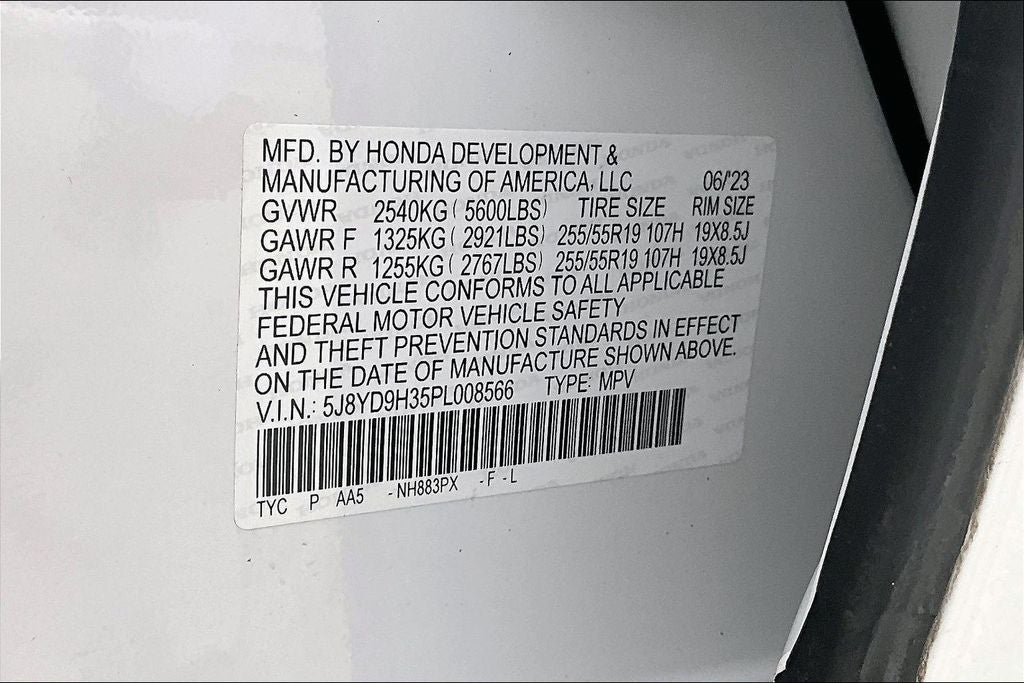 MFD. BY HONDA DEVELOPMENT &
MANUFACTURING OF AMERICA, LLC 06/'23
GVWR 2540KG ( 5600LBS) TIRE SIZE RIM SIZE
GAWR F 1325KG ( 2921LBS) 255/55R19 107H 19X8.5J
GAWR R 1255KG ( 2767LBS) 255/55R19 107H 19X8.5J
THIS VEHICLE CONFORMS TO ALL APPLICABLE
FEDERAL MOTOR VEHICLE SAFETY
AND THEFT PREVENTION STANDARDS IN EFFECT
ON THE DATE OF MANUFACTURE SHOWN ABOVE.
V.I.N.: 5J8YD9H35PL008566 TYPE: MPV
TYC P AA5 -NH883PX -F-L